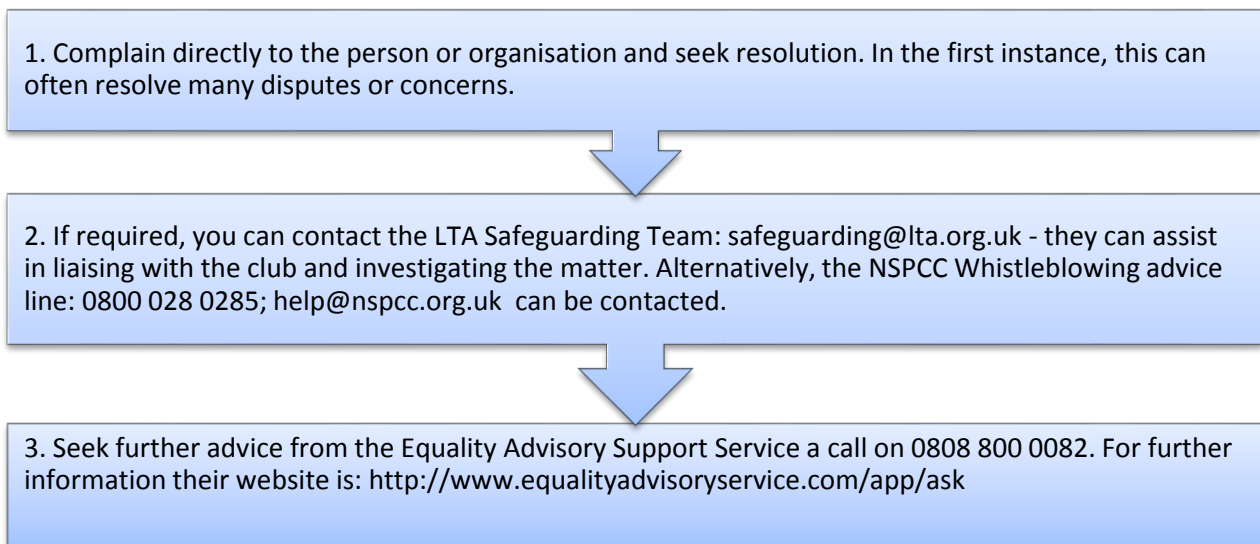 1. Complain directly to the person or organisation and seek resolution. In the first instance, this can
often resolve many disputes or concerns.
2. If required, you can contact the LTA Safeguarding Team: safeguarding@lta.org.uk - they can assist
in liaising with the club and investigating the matter. Alternatively, the NSPCC Whistleblowing advice
line: 0800 028 0285; help@nspcc.org.uk  can be contacted.
3. Seek further advice from the Equality Advisory Support Service a call on 0808 800 0082. For further
information their website is: http://www.equalityadvisoryservice.com/app/ask